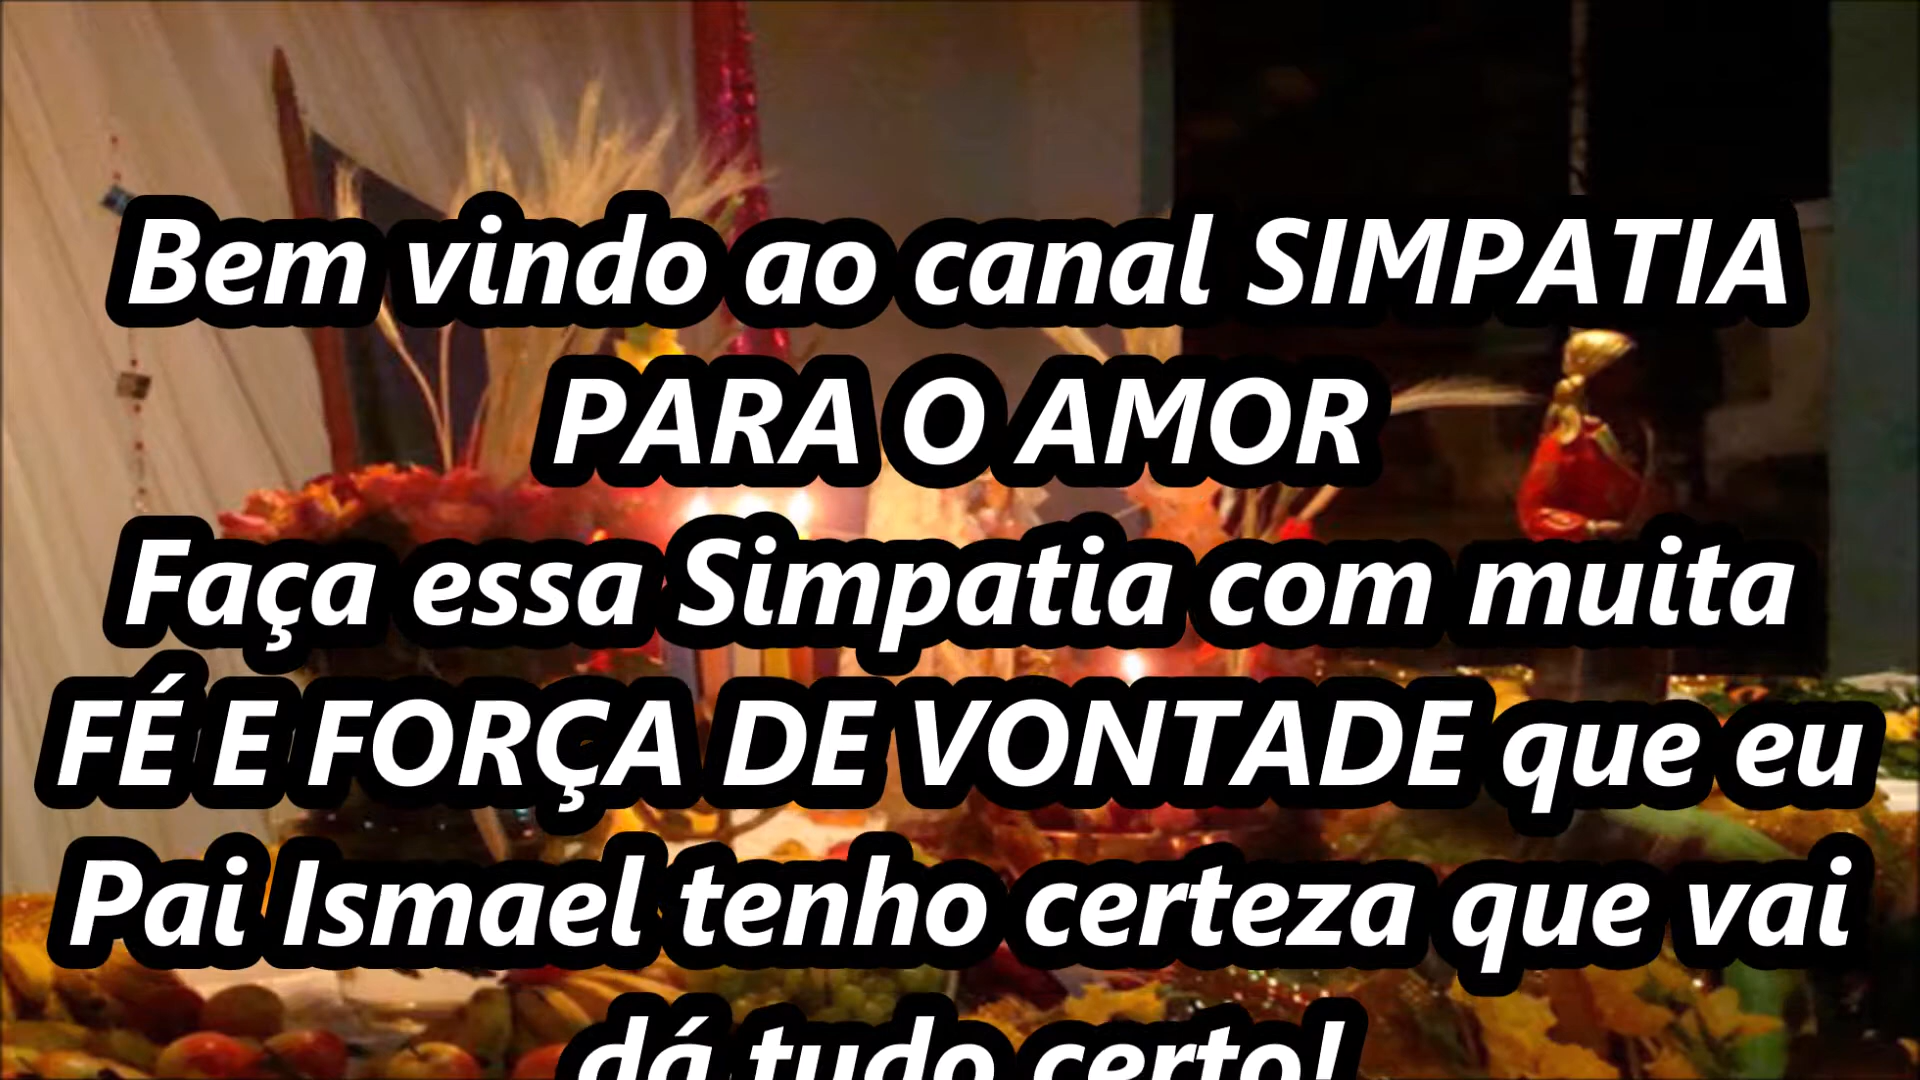 Bem vindo ao canal SIMPATIA
PARA O AMOR
Faça essa Simpatia com muita
FÉ E FORÇA DE VONTADE que eu
Pai Ismael tenho certeza que vai
dá tudo certo!